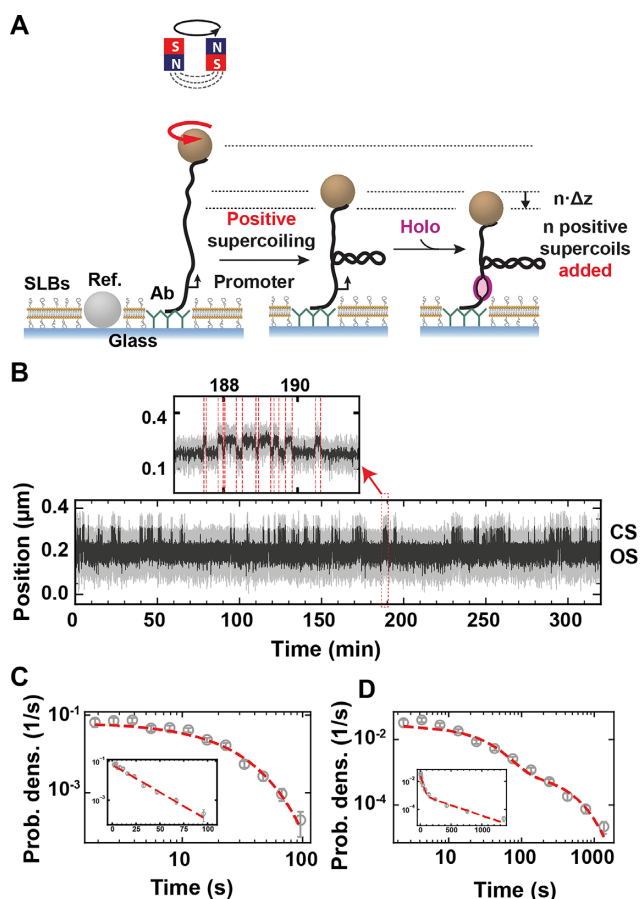 A
S N
N S
n·Δz
Positive
supercoiling
Holo
n positive
supercoils
added
SLBs
Ref.
Ab
Promoter
Glass
B
188 190
0.4
0.1
Position (μm)
0.4
0.2
0.0
CS
OS
0 50 100 150 200 250 300
Time (min)
C
Prob. dens. (1/s)
10-1
10-3
10-1
10-3
0 25 50 75 100
10 100
Time (s)
D
Prob. dens. (1/s)
10-2
10-4
10-2
10-4
0 500 1000
10 100 1000
Time (s)